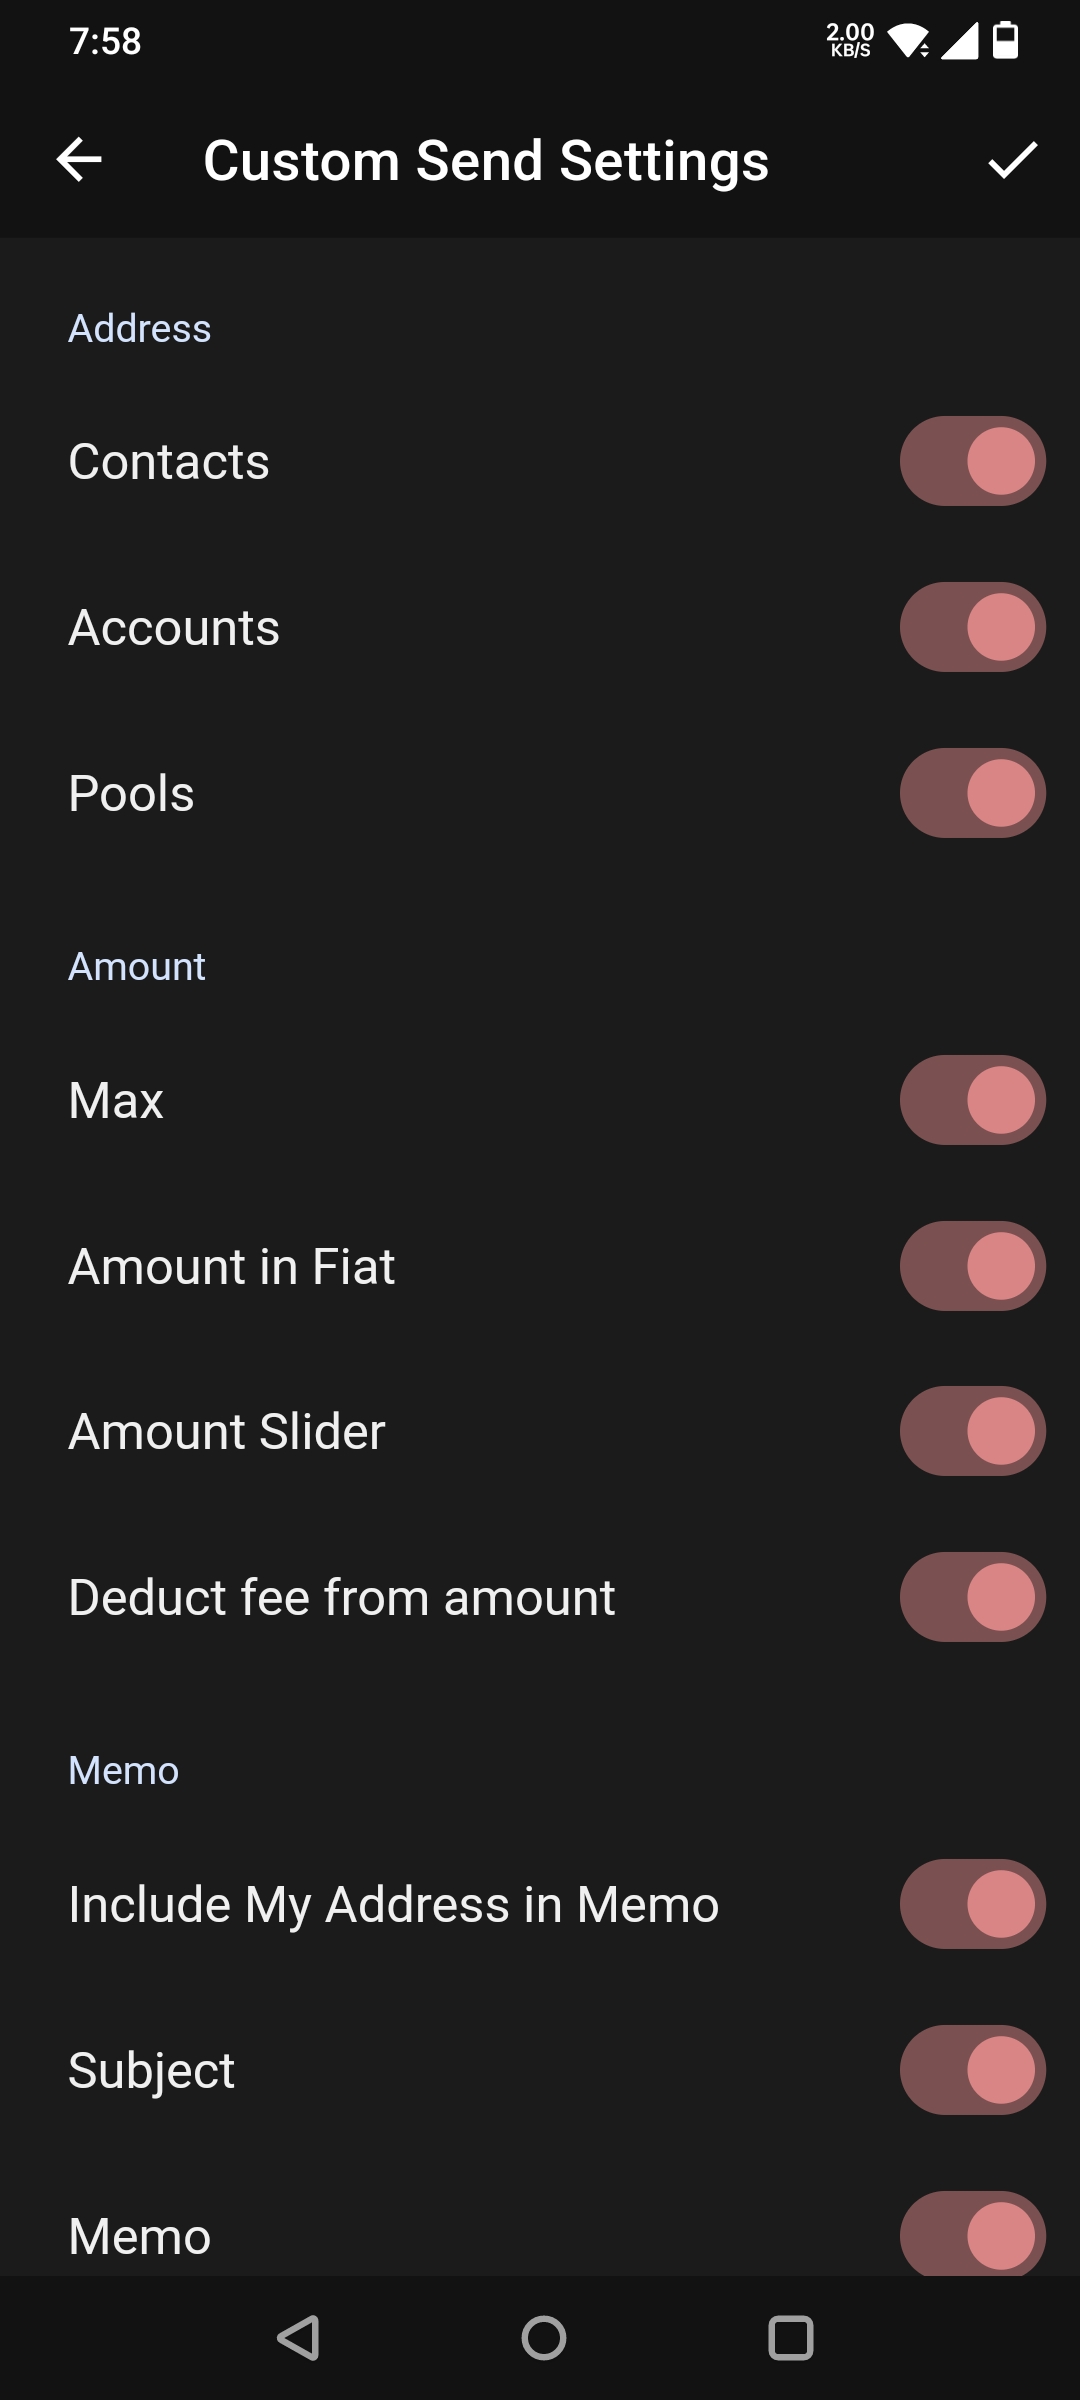 7:58
2.00
KB/S
Custom Send Settings
Address
Contacts
Accounts
Pools
Amount
Max
Amount in Fiat
Amount Slider
Deduct fee from amount
Memo
Include My Address in Memo
Subject
Memo